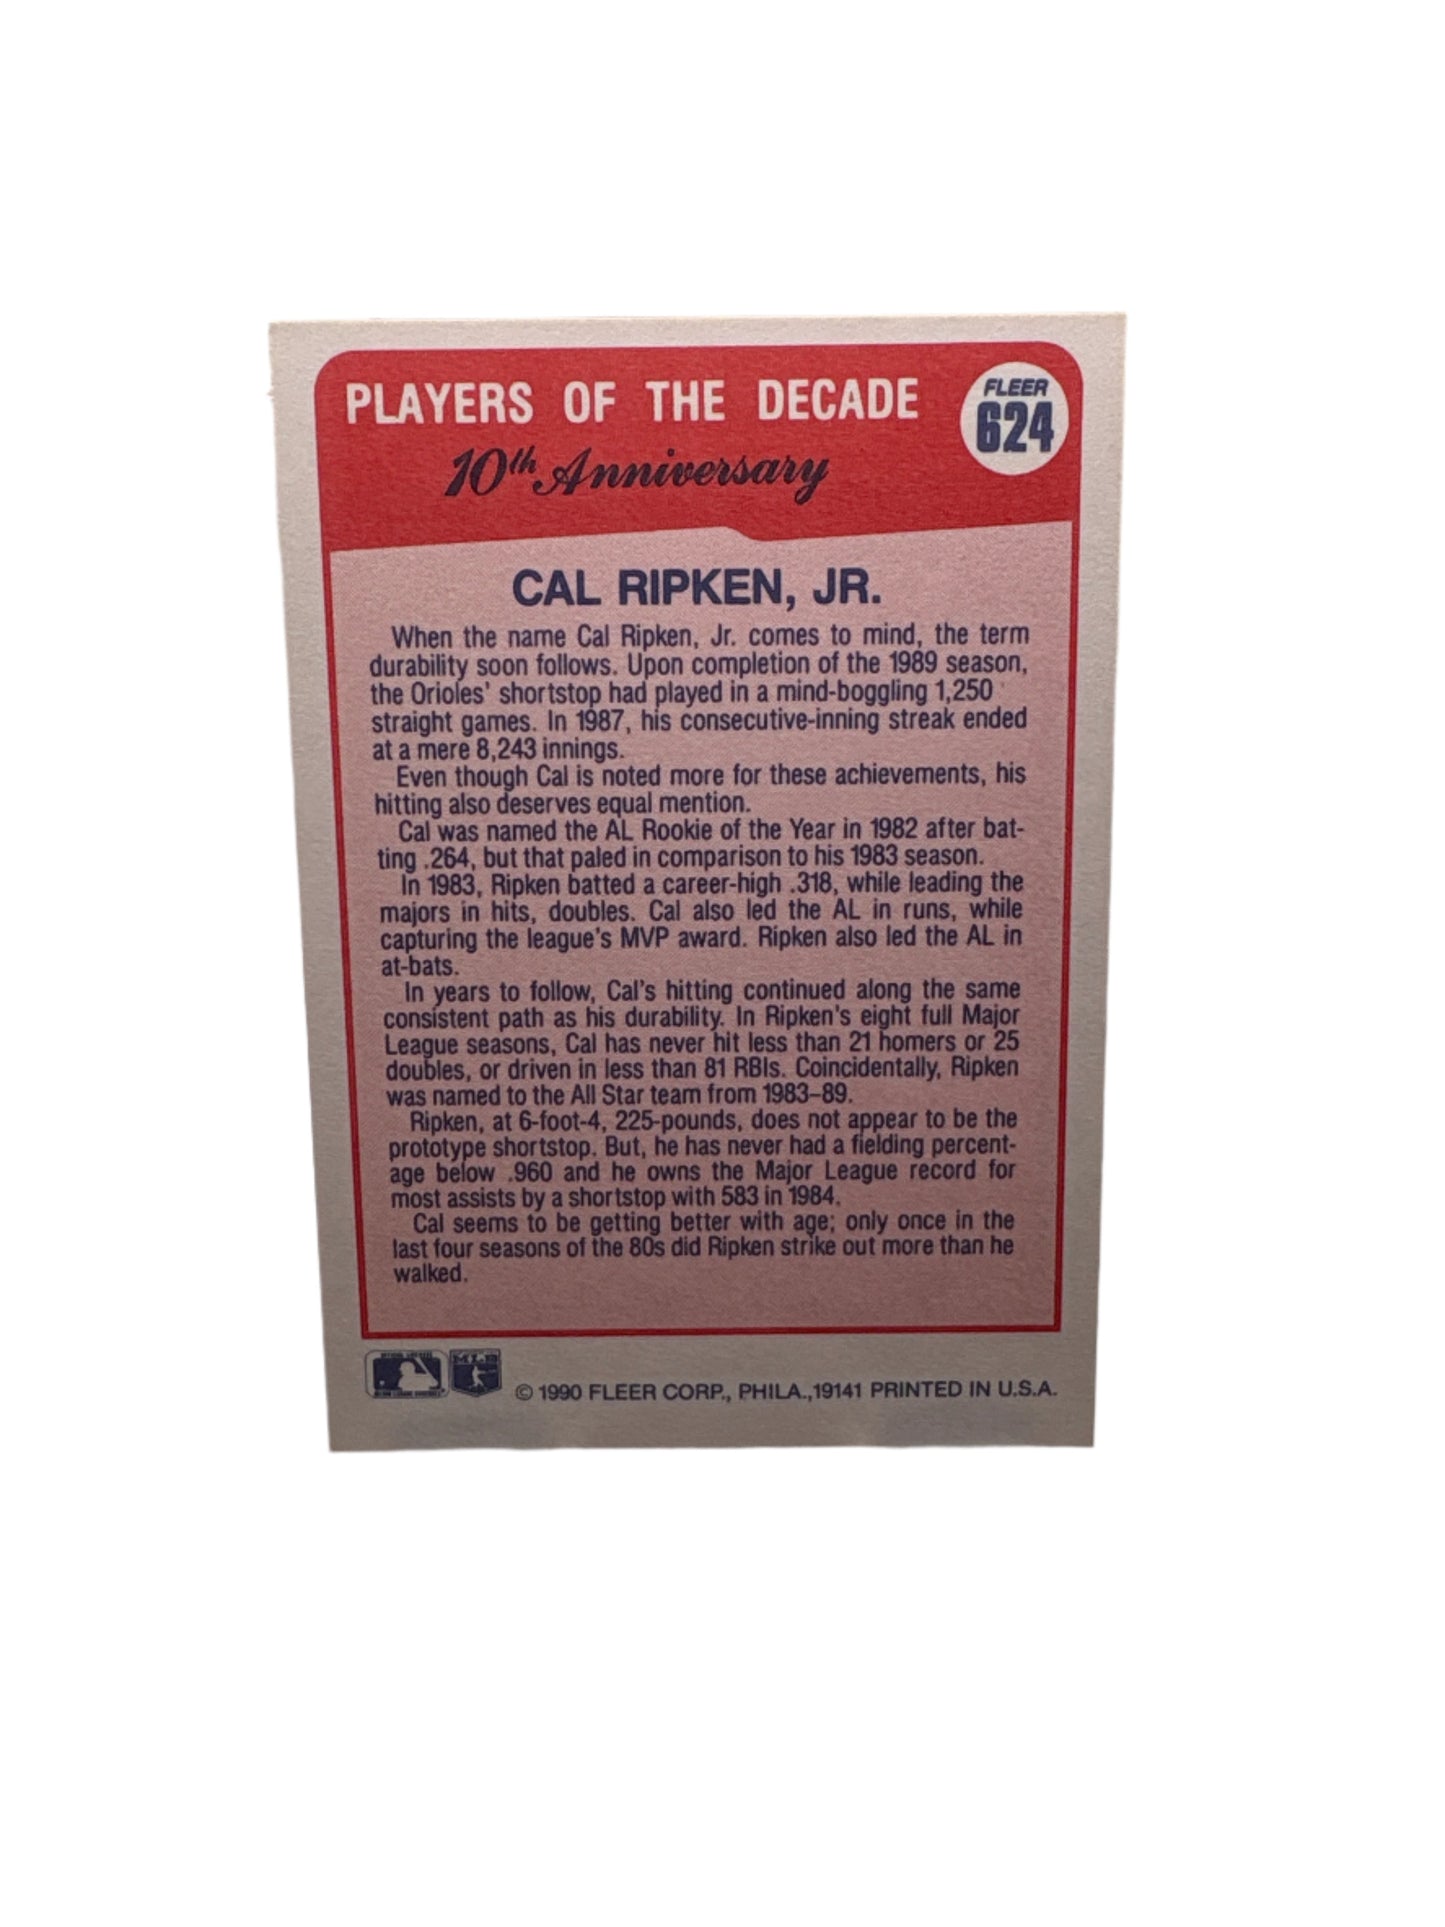 PLAYERS OF THE DECADE
FLEER
624
10th Anniversary
CAL RIPKEN, JR.
When the name Cal Ripken, Jr. comes to mind, the term
durability soon follows. Upon completion of the 1989 season,
the Orioles' shortstop had played in a mind-boggling 1,250
straight games. In 1987, his consecutive-inning streak ended
at a mere 8,243 innings.
Even though Cal is noted more for these achievements, his
hitting also deserves equal mention.
Cal was named the AL Rookie of the Year in 1982 after bat-
ting .264, but that paled in comparison to his 1983 season.
In 1983, Ripken batted a career-high .318, while leading the
majors in hits, doubles. Cal also led the AL in runs, while
capturing the league's MVP award. Ripken also led the AL in
at-bats.
In years to follow, Cal's hitting continued along the same
consistent path as his durability. In Ripken's eight full Major
League seasons, Cal has never hit less than 21 homers or 25
doubles, or driven in less than 81 RBIs. Coincidentally, Ripken
was named to the All Star team from 1983–89.
Ripken, at 6-foot-4, 225-pounds, does not appear to be the
prototype shortstop. But, he has never had a fielding percent-
age below .960 and he owns the Major League record for
most assists by a shortstop with 583 in 1984.
Cal seems to be getting better with age; only once in the
last four seasons of the 80s did Ripken strike out more than he
walked.
MLB
© 1990 FLEER CORP., PHILA.,19141 PRINTED IN U.S.A.